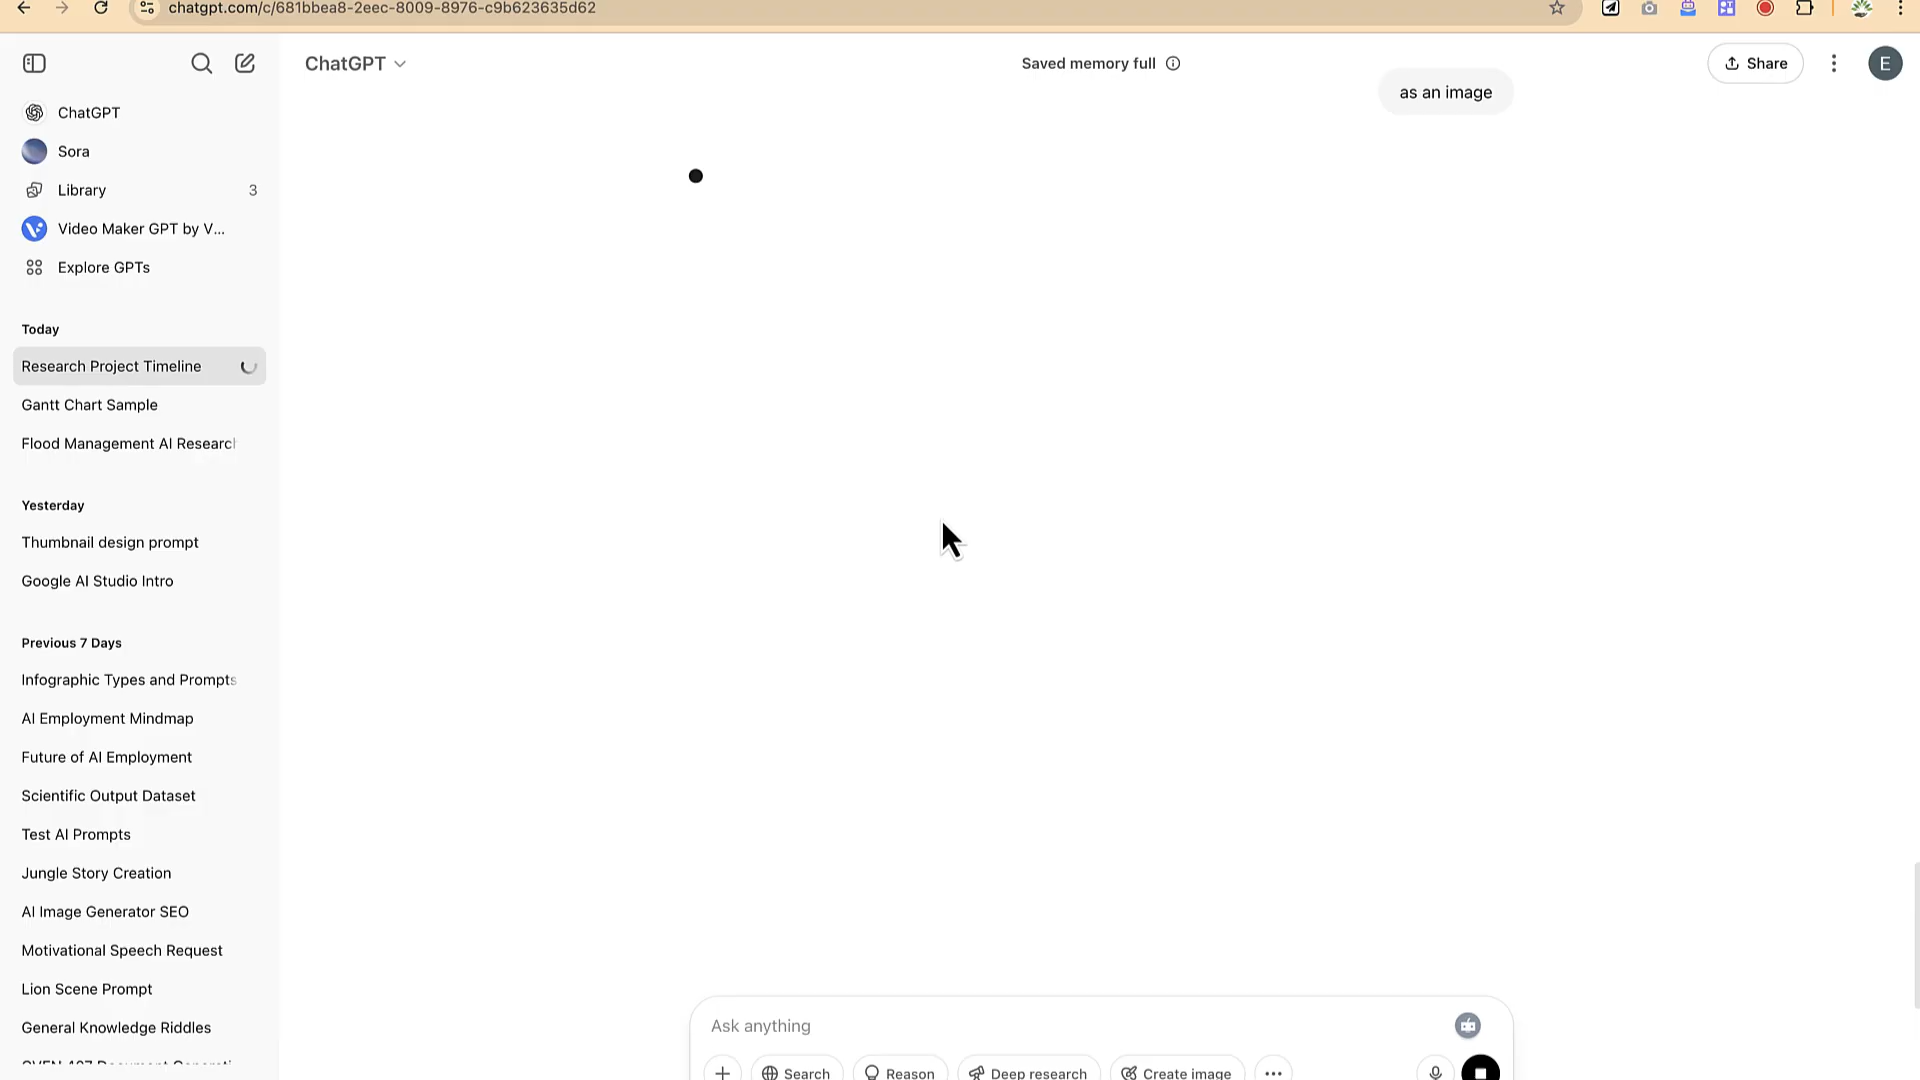 chatgpt.com/c/681bbea8-2eec-8009-8976-c9b623635d62
ChatGPT
Saved memory full
Share
E
as an image
ChatGPT
Sora
Library 3
Video Maker GPT by V...
Explore GPTs
Today
Research Project Timeline
Gantt Chart Sample
Flood Management AI Research
Yesterday
Thumbnail design prompt
Google AI Studio Intro
Previous 7 Days
Infographic Types and Prompts
AI Employment Mindmap
Future of AI Employment
Scientific Output Dataset
Test AI Prompts
Jungle Story Creation
AI Image Generator SEO
Motivational Speech Request
Lion Scene Prompt
General Knowledge Riddles
Ask anything
Search Reason Deep research Create image